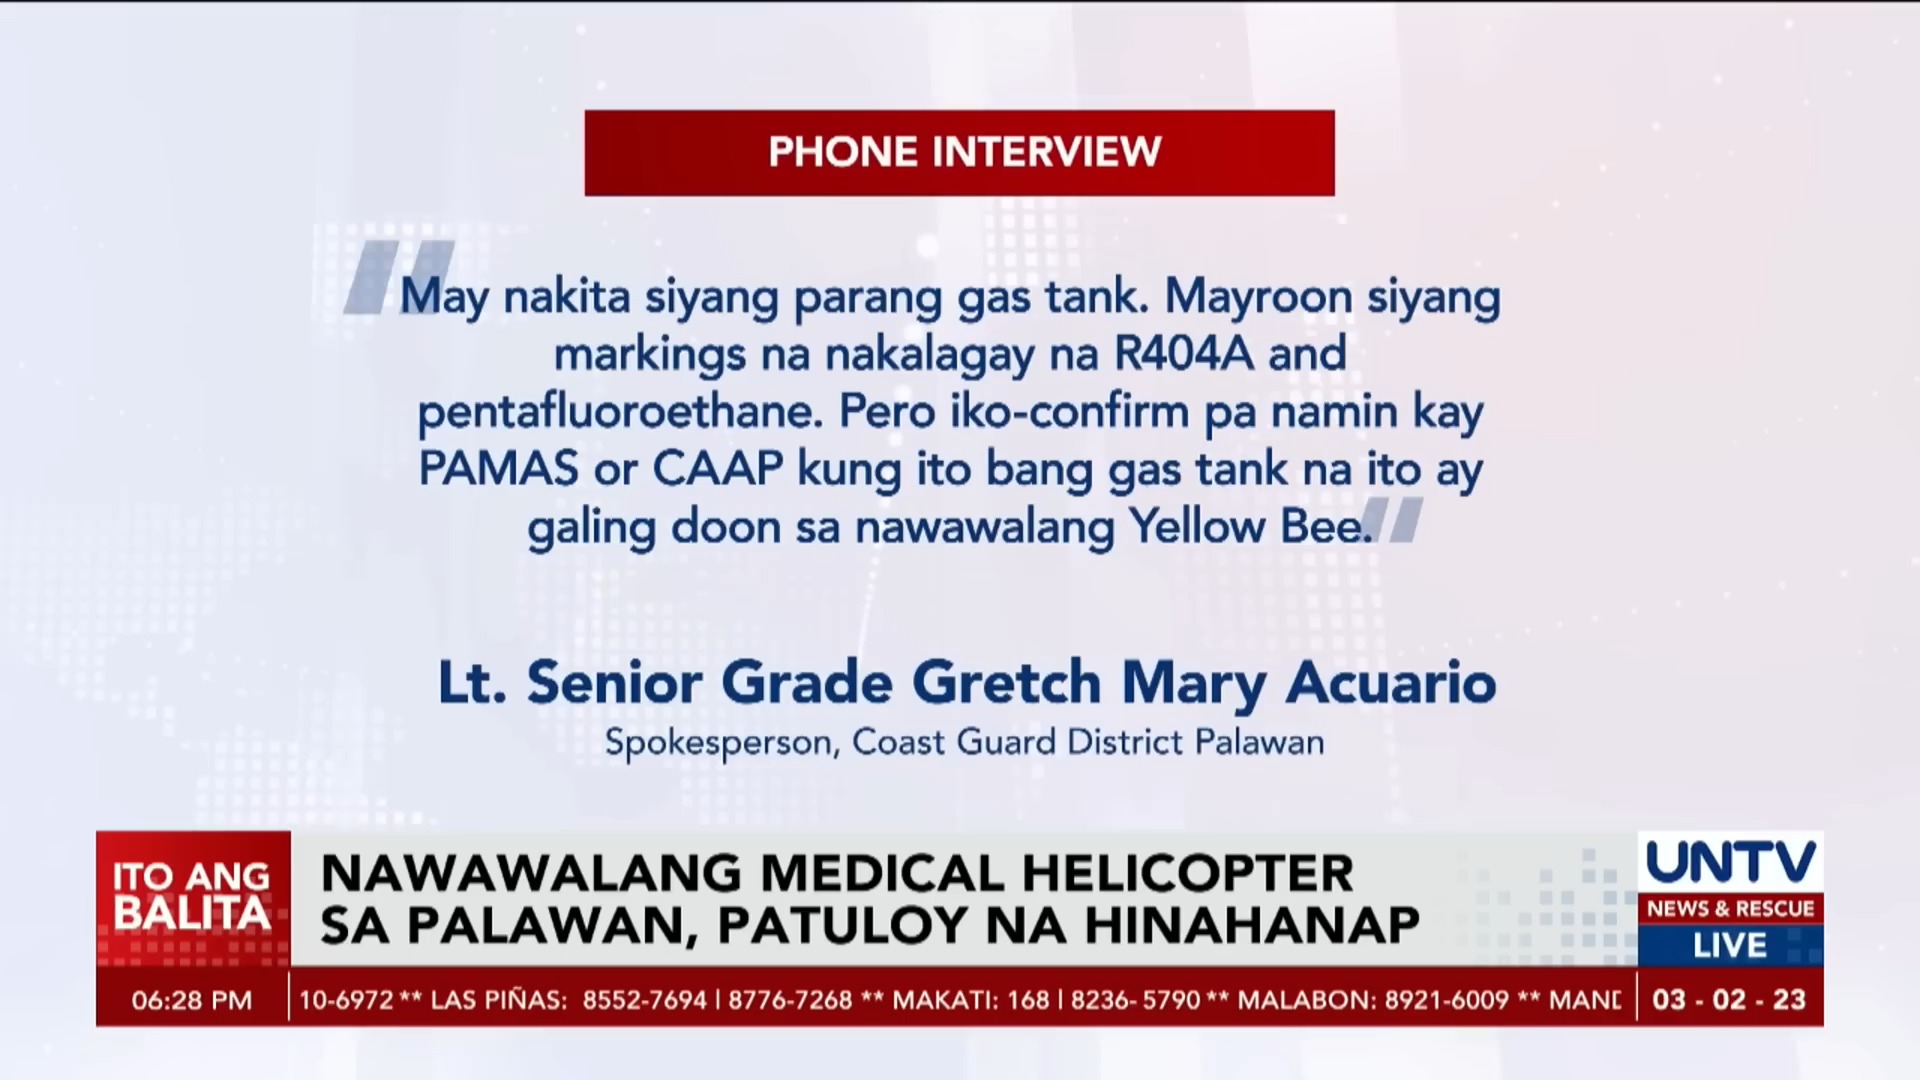 PHONE INTERVIEW
May nakita siyang parang gas tank. Mayroon siyang
markings na nakalagay na R404A and
pentafluoroethane. Pero iko-confirm pa namin kay
PAMAS or CAAP kung ito bang gas tank na ito ay
galing doon sa nawawalang Yellow Bee.
Lt. Senior Grade Gretch Mary Acuario
Spokesperson, Coast Guard District Palawan
ITO ANG
BALITA
NAWAWALANG MEDICAL HELICOPTER
SA PALAWAN, PATULOY NA HINAHANAP
UNTV
NEWS & RESCUE
LIVE
06:28 PM
10-6972 ** LAS PIÑAS: 8552-7694 | 8776-7268 ** MAKATI: 168 | 8236- 5790 ** MALABON: 8921-6009 ** MAND
03 - 02 - 23